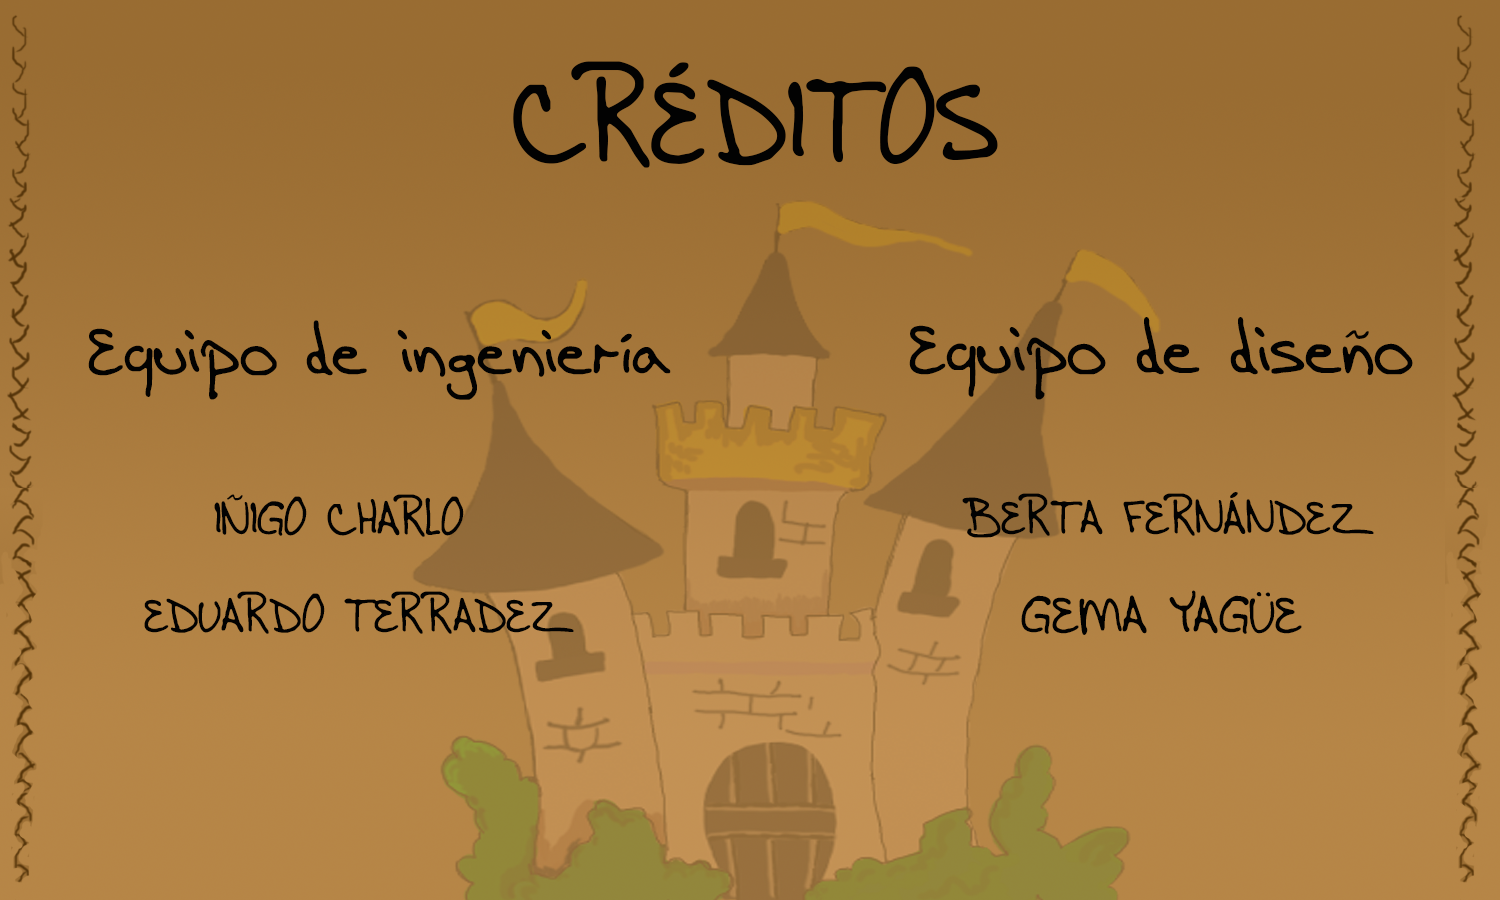 CRÉDITOS
Equipo de ingeniería
IÑIGO CHARLO
EDUARDO TERRADEZ
Equipo de diseño
BERTA FERNÁNDEZ
GEMA YAGÜE